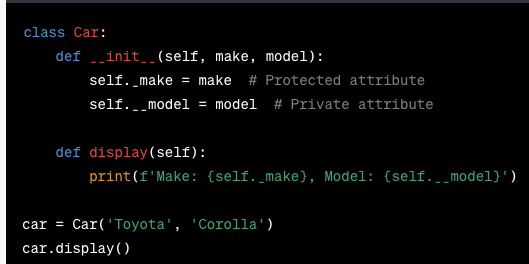 class Car:
    def __init__(self, make, model):
        self._make = make  # Protected attribute
        self.__model = model  # Private attribute

    def display(self):
        print(f'Make: {self._make}, Model: {self.__model}')

car = Car('Toyota', 'Corolla')
car.display()